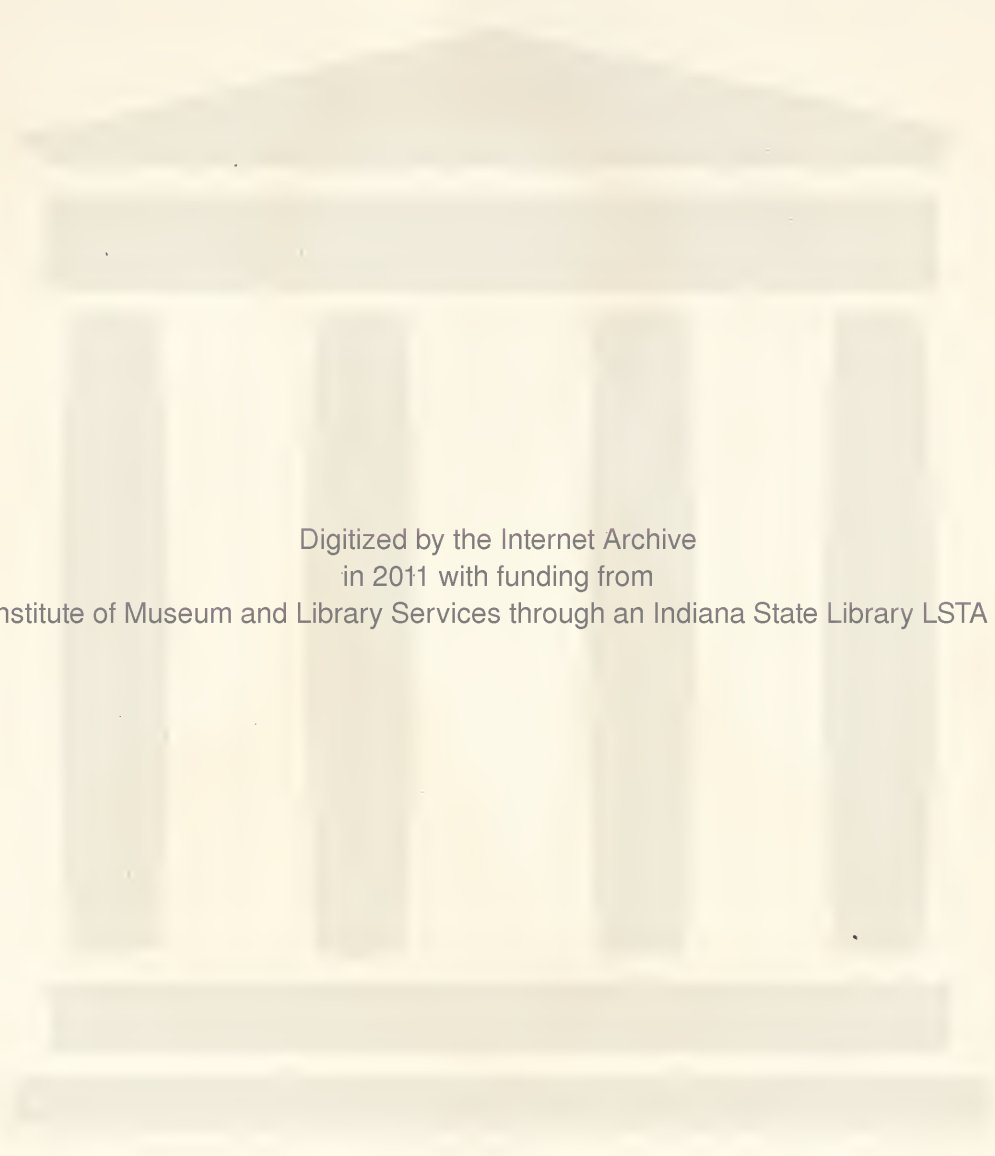 Digitized by the Internet Archive
in 2011 with funding from
nstitute of Museum and Library Services through an Indiana State Library LSTA